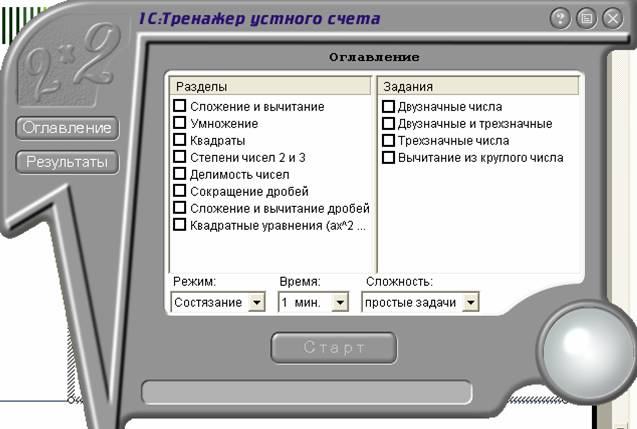 1С:Тренажер устного счета
2*2
Оглавление
Оглавление
Результаты
Разделы
Сложение и вычитание
Умножение
Квадраты
Степени чисел 2 и 3
Делимость чисел
Сокращение дробей
Сложение и вычитание дробей
Квадратные уравнения (ax^2 ...
Задания
Двузначные числа
Двузначные и трехзначные
Трехзначные числа
Вычитание из круглого числа
Режим: Время: Сложность:
Состязание 1 мин. простые задачи
Старт